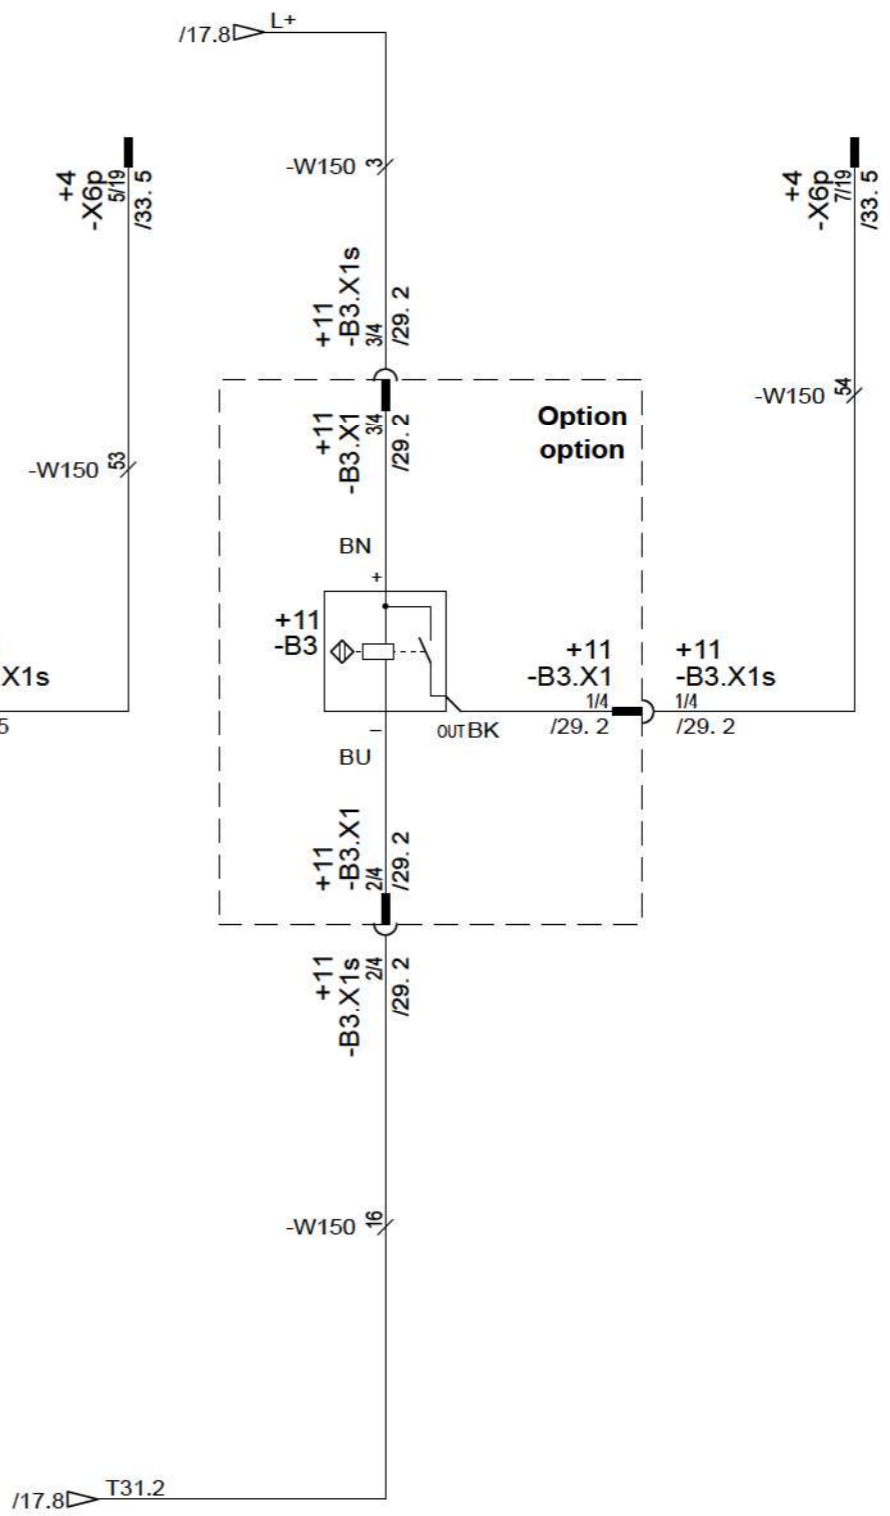 /17.8 L+
-W150 3
+4
-X6p
5/19
/33. 5
+4
-X6p
7/19
/33. 5
+11
-B3.X1s
3/4
/29. 2
-W150 54
Option
option
+11
-B3.X1
3/4
/29. 2
-W150 53
BN
+
+11
-B3
X1s
5
+11
-B3.X1
1/4
/29. 2
+11
-B3.X1s
1/4
/29. 2
–
OUT BK
BU
+11
-B3.X1
2/4
/29. 2
+11
-B3.X1s
2/4
/29. 2
-W150 16
/17.8 T31.2